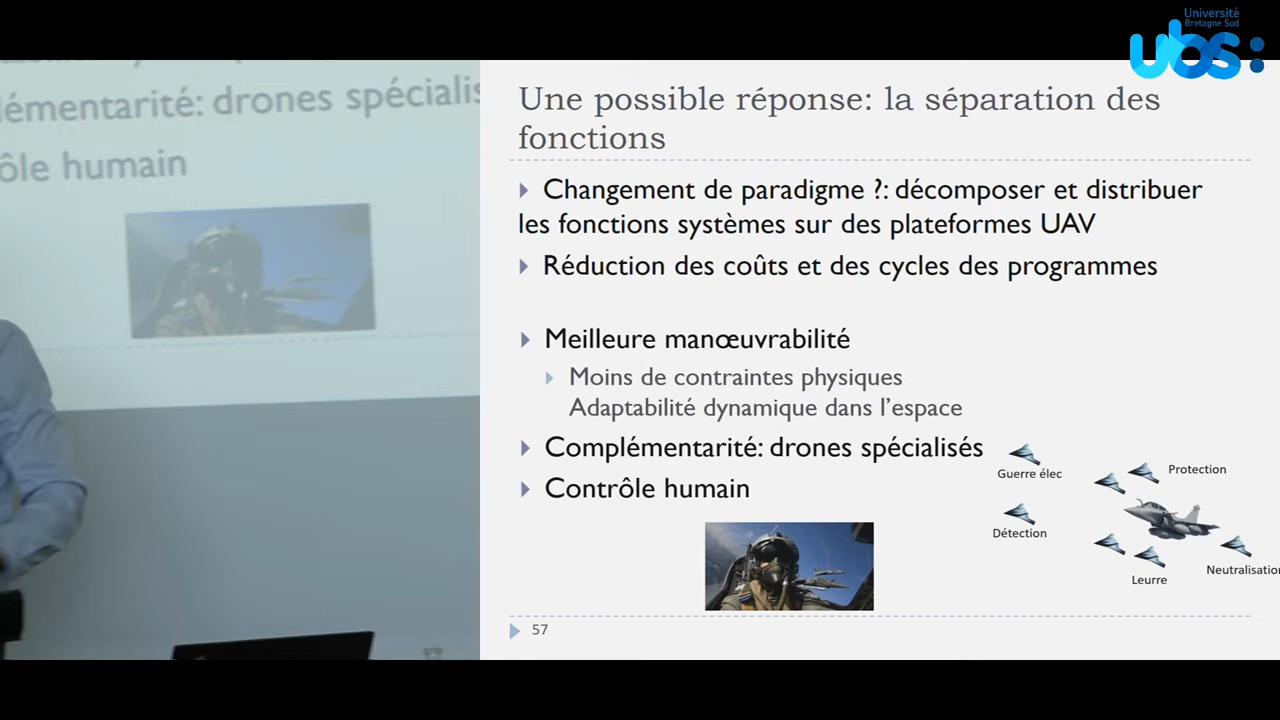 Université
Bretagne Sud
ubs:
lémentarité: drones spécialis
ôle humain
Une possible réponse: la séparation des
fonctions
Changement de paradigme ?: décomposer et distribuer
les fonctions systèmes sur des plateformes UAV
Réduction des coûts et des cycles des programmes
Meilleure manœuvrabilité
Moins de contraintes physiques
Adaptabilité dynamique dans l'espace
Complémentarité: drones spécialisés
Contrôle humain
Guerre élec
Protection
Détection
Leurre
Neutralisation
57